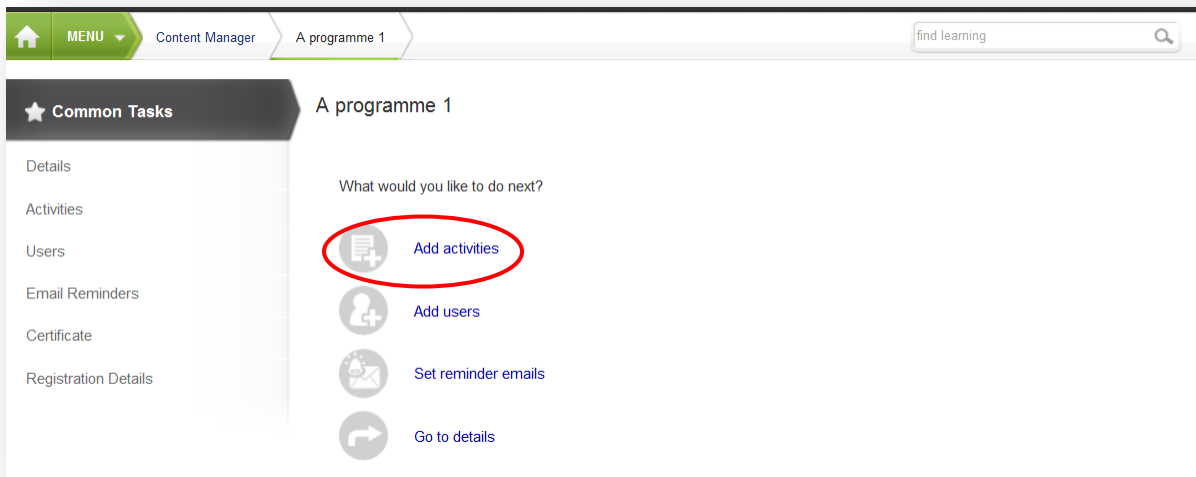 MENU
Content Manager
A programme 1
find learning
Common Tasks
Details
Activities
Users
Email Reminders
Certificate
Registration Details
A programme 1
What would you like to do next?
Add activities
Add users
Set reminder emails
Go to details